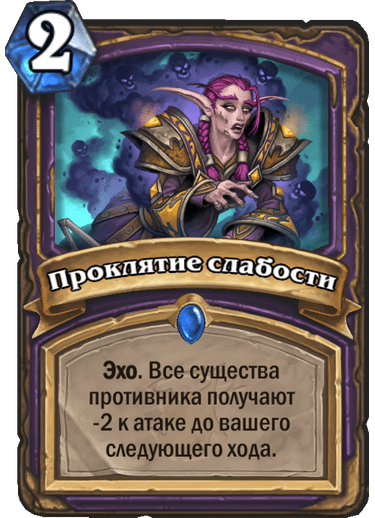 2
Проклятие слабости
Эхо. Все существа
противника получают
-2 к атаке до вашего
следующего хода.